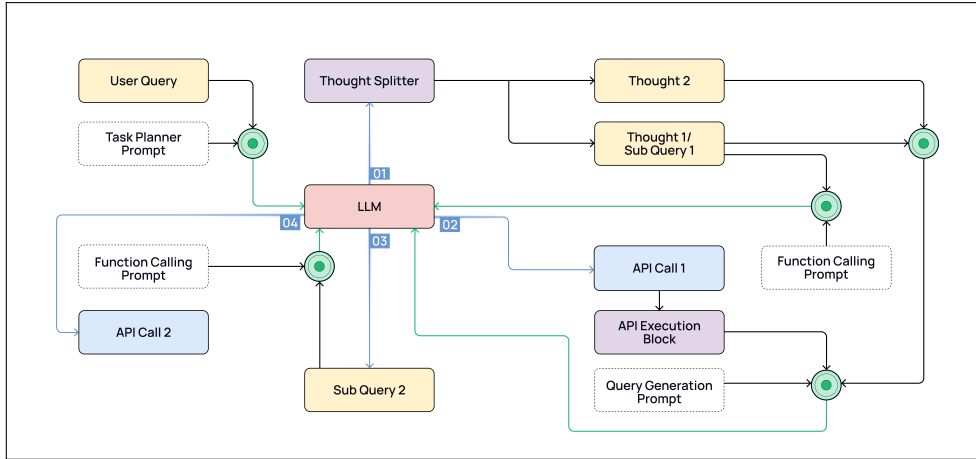 User Query
Thought Splitter
Thought 2
Task Planner
Prompt
Thought 1/
Sub Query 1
01
LLM
04
02
03
Function Calling
Prompt
API Call 1
Function Calling
Prompt
API Call 2
API Execution
Block
Sub Query 2
Query Generation
Prompt